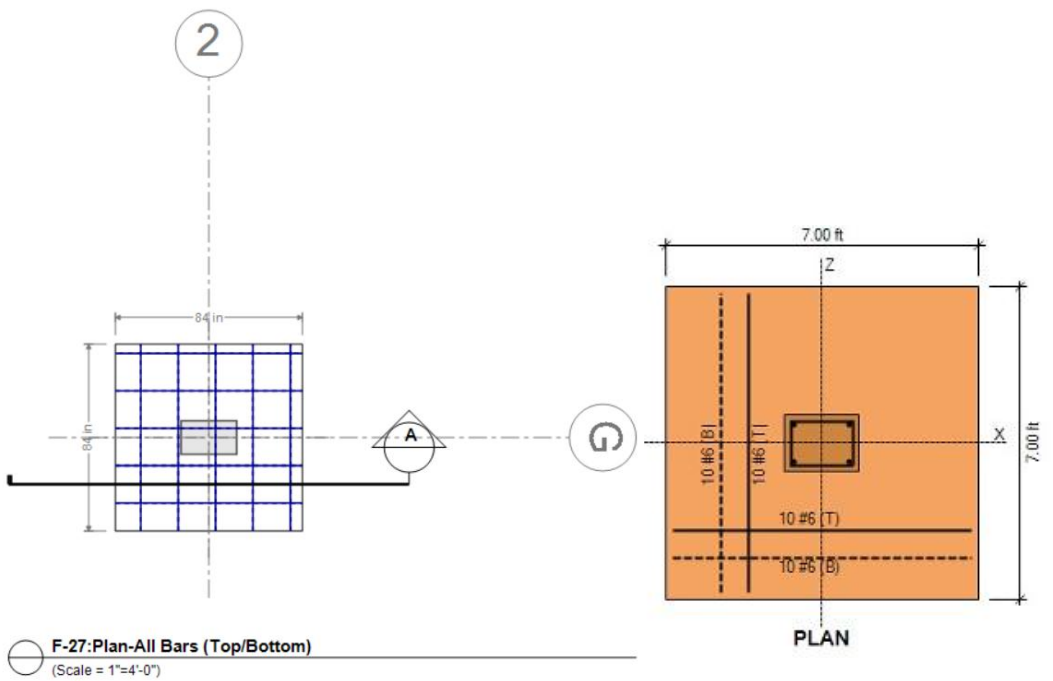 2
84 in
84 in
A
G
F-27:Plan-All Bars (Top/Bottom)
(Scale = 1"=4'-0")
7.00 ft
Z
X
7.00 ft
10 #6 (B)
10 #6 (T)
10 #6 (T)
10 #6 (B)
PLAN